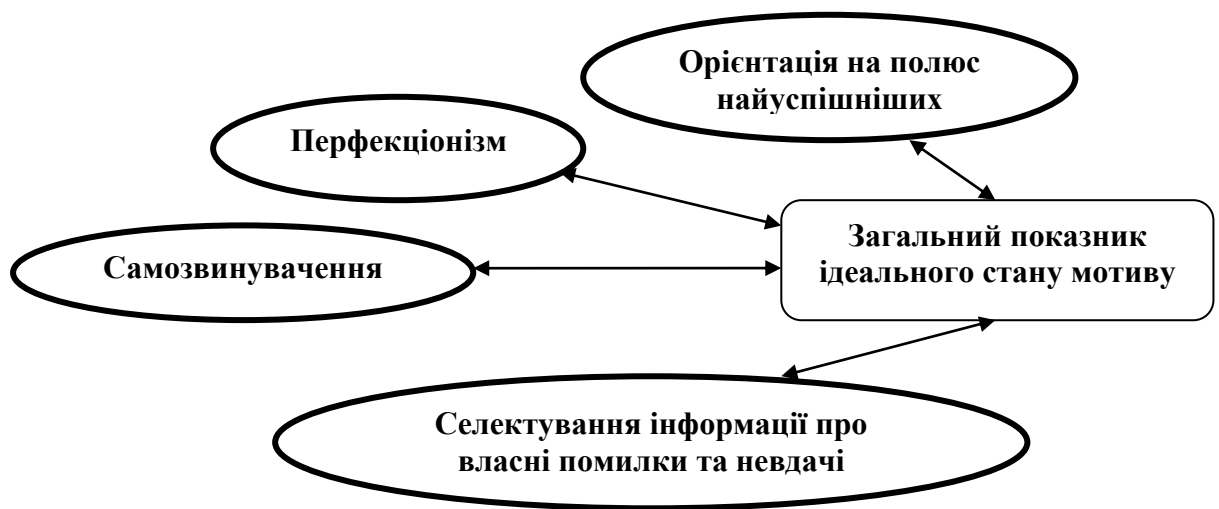 Орієнтація на полюс
найуспішніших
Перфекціонізм
Загальний показник
ідеального стану мотиву
Самозвинувачення
Селектування інформації про
власні помилки та невдачі